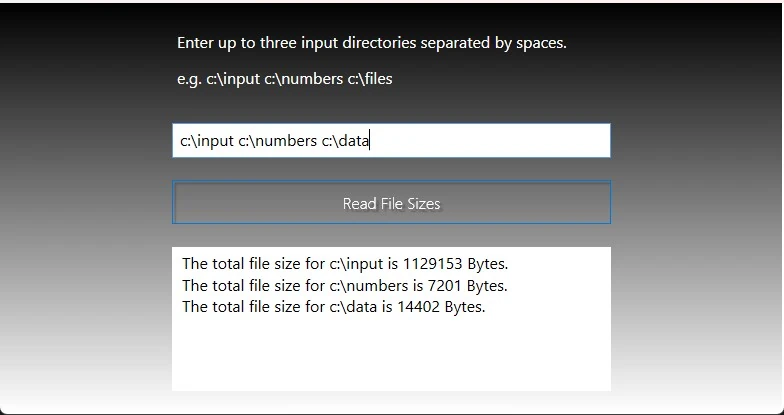 Enter up to three input directories separated by spaces.
e.g. c:\input c:\numbers c:\files
c:\input c:\numbers c:\data
Read File Sizes
The total file size for c:\input is 1129153 Bytes.
The total file size for c:\numbers is 7201 Bytes.
The total file size for c:\data is 14402 Bytes.